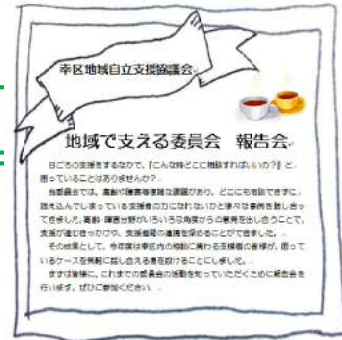 幸区地域自立支援協議会
地域で支える委員会　報告会
日ごろの支援をするなかで、「こんな時どこに相談すればいいの？」と
困っていることはありませんか？
当委員会では、高齢や障害等複雑な課題があり、どこにも相談できずに
抱え込んでしまっている支援者の力になれないかと様々な事例を話し合っ
てきました。高齢・障害分野がいろいろな角度からの意見を出し合うことで、
支援が進むきっかけや、支援者間の連携を深めることができました。
その成果として、今年度は幸区内の相談に携わる支援者の皆様が、困って
いるケースを気軽に話し合える場を設けることにしました。
まずは皆様に、これまでの委員会の活動を知っていただくために報告会を
行います。ぜひご参加ください。